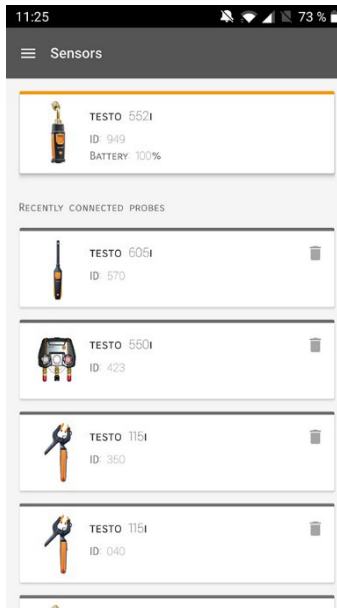 11:25
73 %
Sensors
TESTO 552I
ID: 949
BATTERY: 100%
RECENTLY CONNECTED PROBES
TESTO 605I
ID: 570
TESTO 550I
ID: 423
TESTO 115I
ID: 350
TESTO 115I
ID: 040